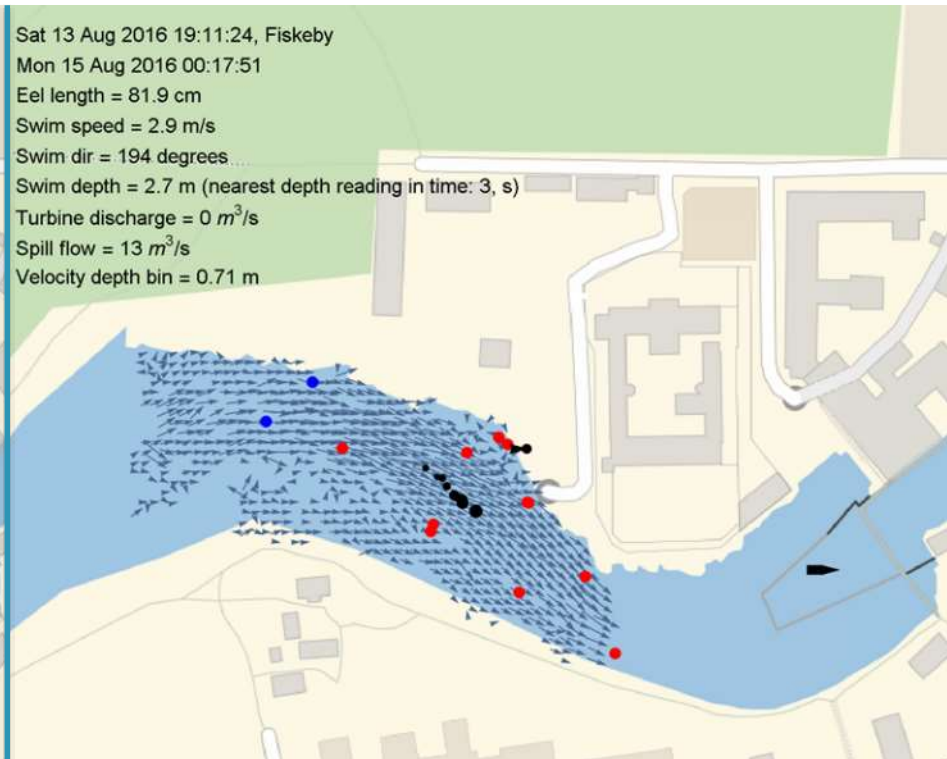 Sat 13 Aug 2016 19:11:24, Fiskeby
Mon 15 Aug 2016 00:17:51
Eel length = 81.9 cm
Swim speed = 2.9 m/s
Swim dir = 194 degrees
Swim depth = 2.7 m (nearest depth reading in time: 3, s)
Turbine discharge = 0 m³/s
Spill flow = 13 m³/s
Velocity depth bin = 0.71 m